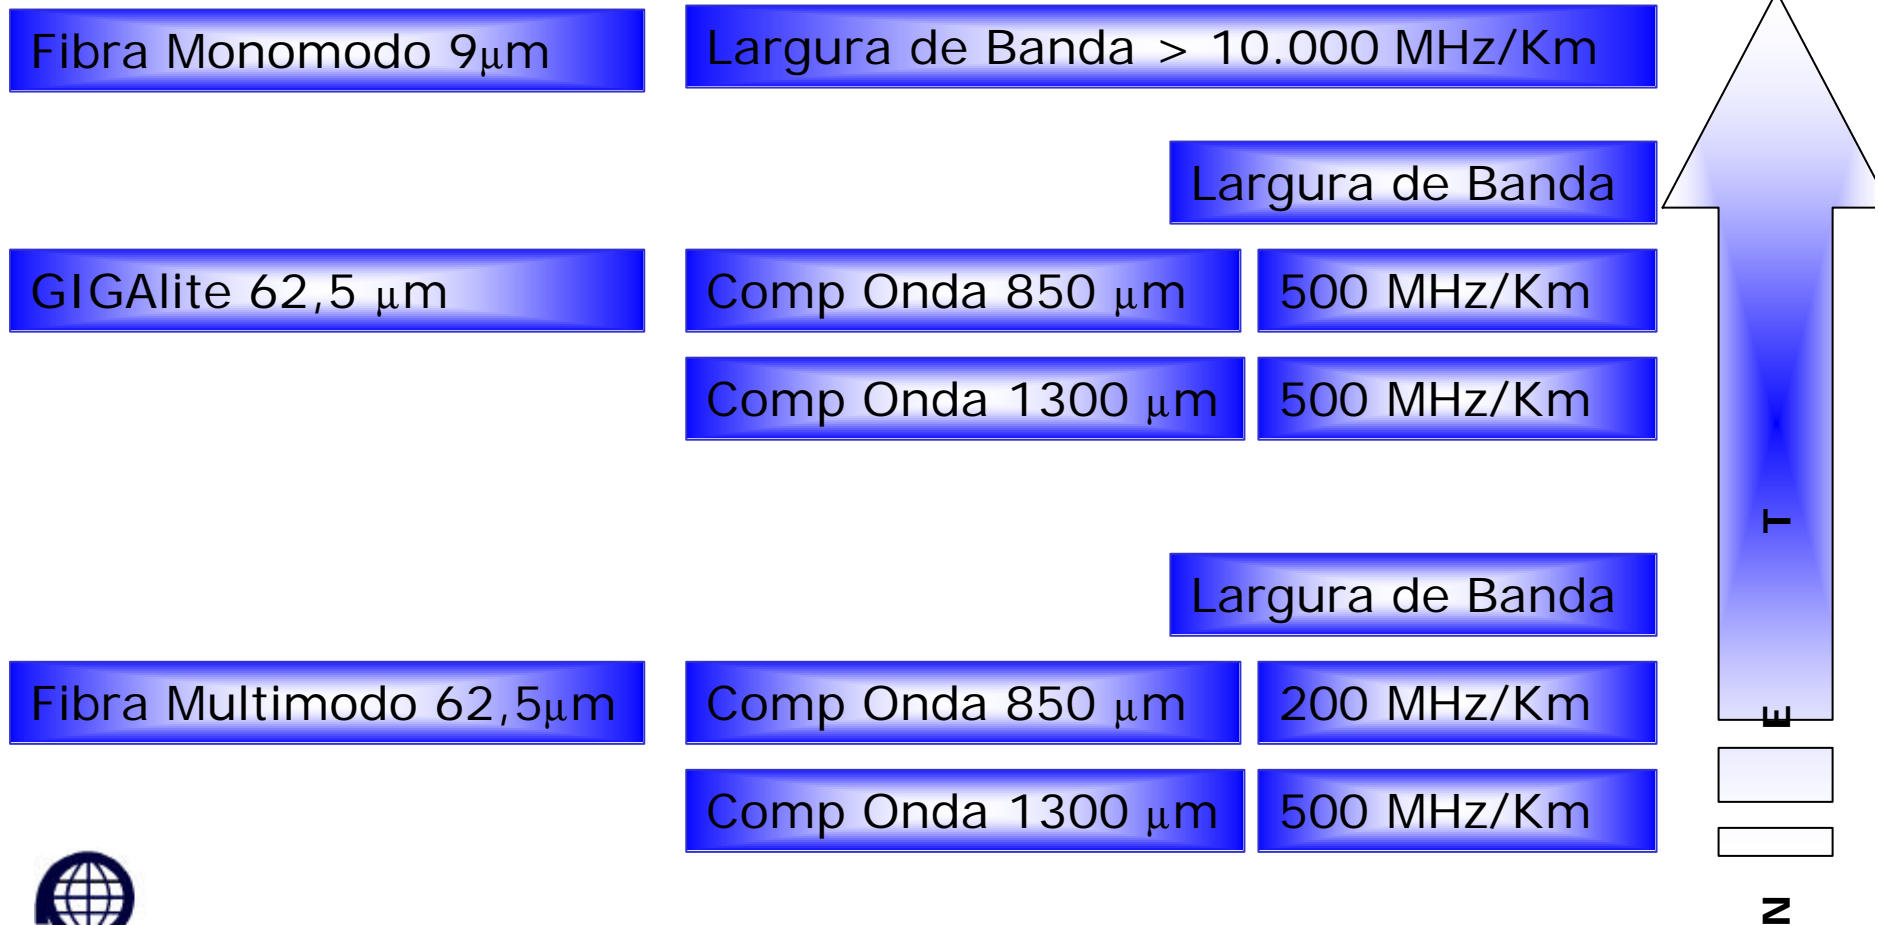 Fibra Monomodo 9μm Largura de Banda > 10.000 MHz/Km
Largura de Banda
GIGAlite 62,5 μm Comp Onda 850 μm 500 MHz/Km
Comp Onda 1300 μm 500 MHz/Km
Largura de Banda
Fibra Multimodo 62,5μm Comp Onda 850 μm 200 MHz/Km
Comp Onda 1300 μm 500 MHz/Km
N E T